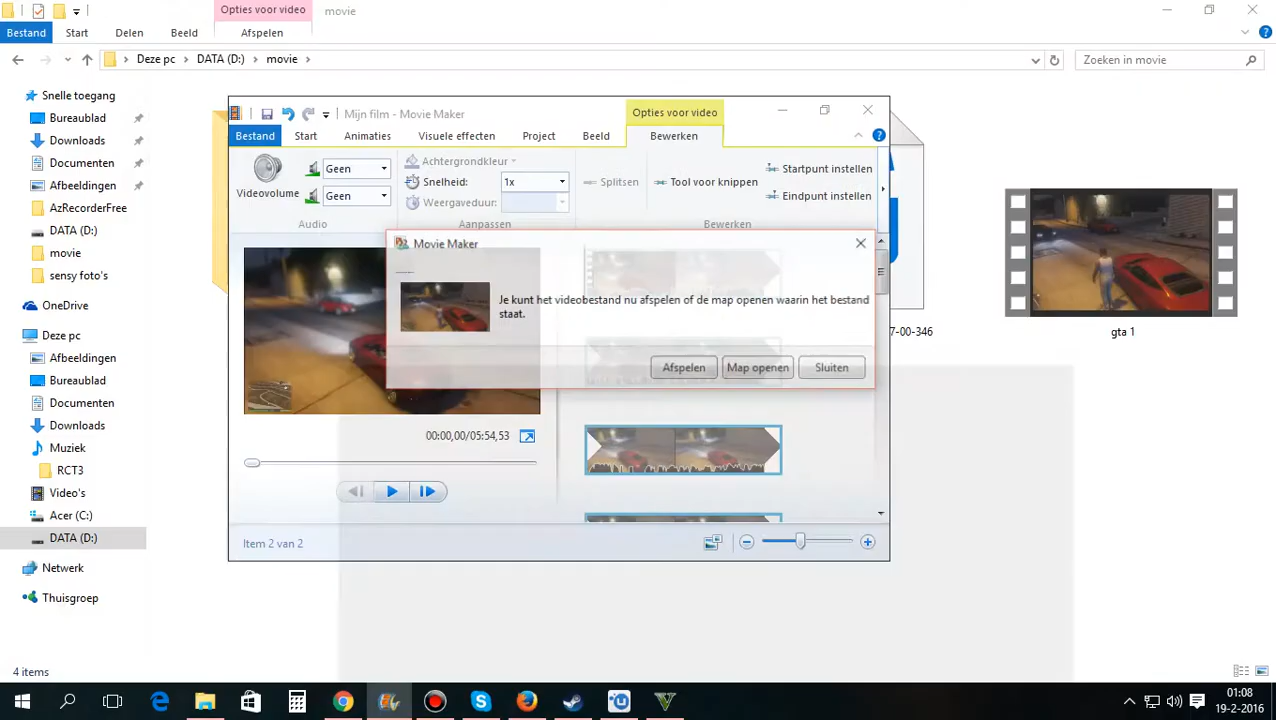 Opties voor video
movie
Bestand
Start
Delen
Beeld
Afspelen
Deze pc
DATA (D:)
movie
Zoeken in movie
Snelle toegang
Bureaublad
Downloads
Documenten
Afbeeldingen
AzRecorderFree
DATA (D:)
movie
sensy foto's
OneDrive
Deze pc
Afbeeldingen
Bureaublad
Documenten
Downloads
Muziek
RCT3
Video's
Acer (C:)
DATA (D:)
Netwerk
Thuisgroep
4 items
Mijn film - Movie Maker
Opties voor video
Bestand
Start
Animaties
Visuele effecten
Project
Beeld
Bewerken
Videovolume
Geen
Geen
Audio
Achtergrondkleur
Snelheid:
1x
Weergaveduur:
Aanpassen
Splitsen
Tool voor knippen
Startpunt instellen
Eindpunt instellen
Bewerken
Movie Maker
Je kunt het videobestand nu afspelen of de map openen waarin het bestand
staat.
Afspelen
Map openen
Sluiten
00:00,00/05:54,53
Item 2 van 2
7-00-346
gta 1
01:08
19-2-2016